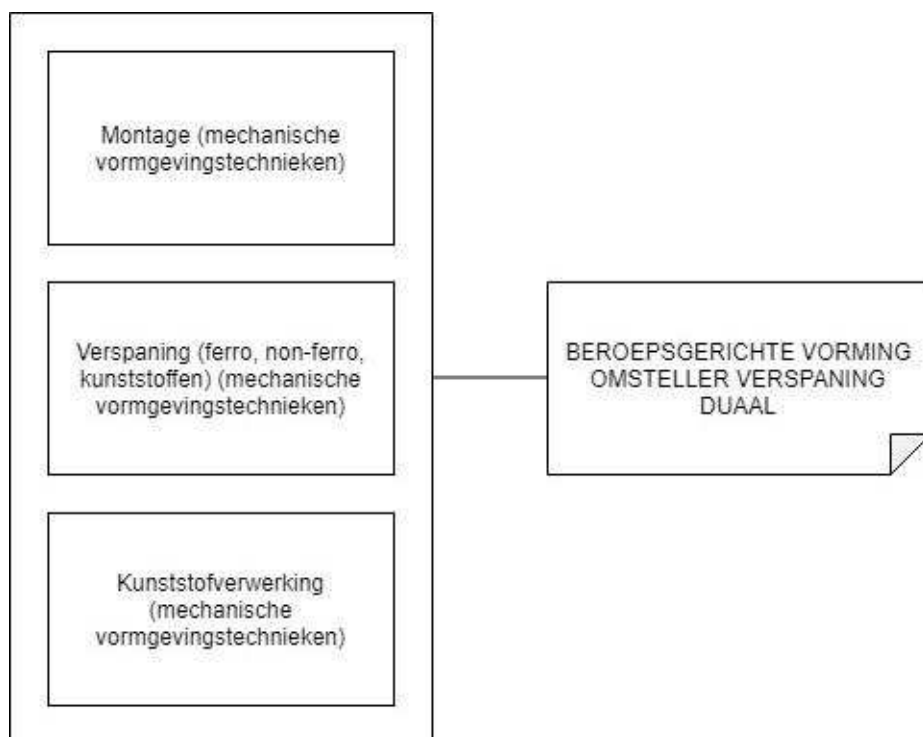 Montage (mechanische
vormgevingstechnieken)
Verspaning (ferro, non-ferro,
kunststoffen) (mechanische
vormgevingstechnieken)
BEROEPSGERICHTE VORMING
OMSTELLER VERSPANING
DUAAL
Kunststofverwerking
(mechanische
vormgevingstechnieken)